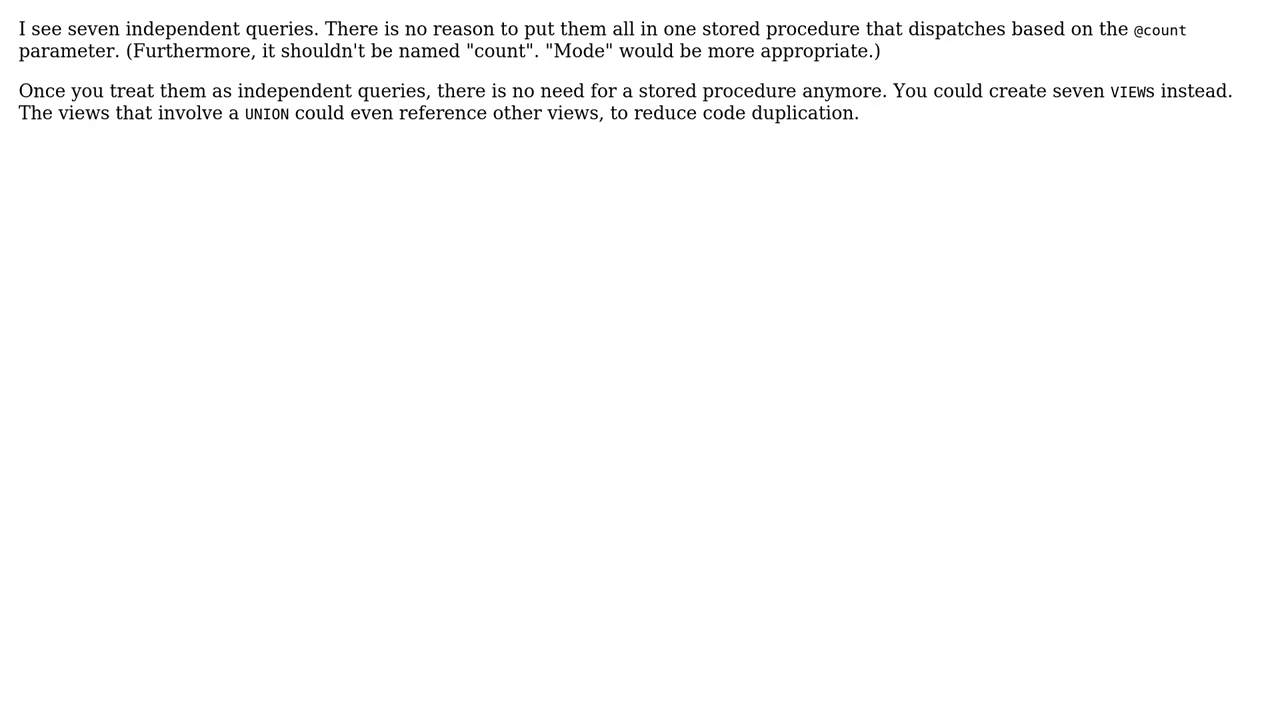 I see seven independent queries. There is no reason to put them all in one stored procedure that dispatches based on the @count
parameter. (Furthermore, it shouldn't be named "count". "Mode" would be more appropriate.)
Once you treat them as independent queries, there is no need for a stored procedure anymore. You could create seven VIEWs instead.
The views that involve a UNION could even reference other views, to reduce code duplication.